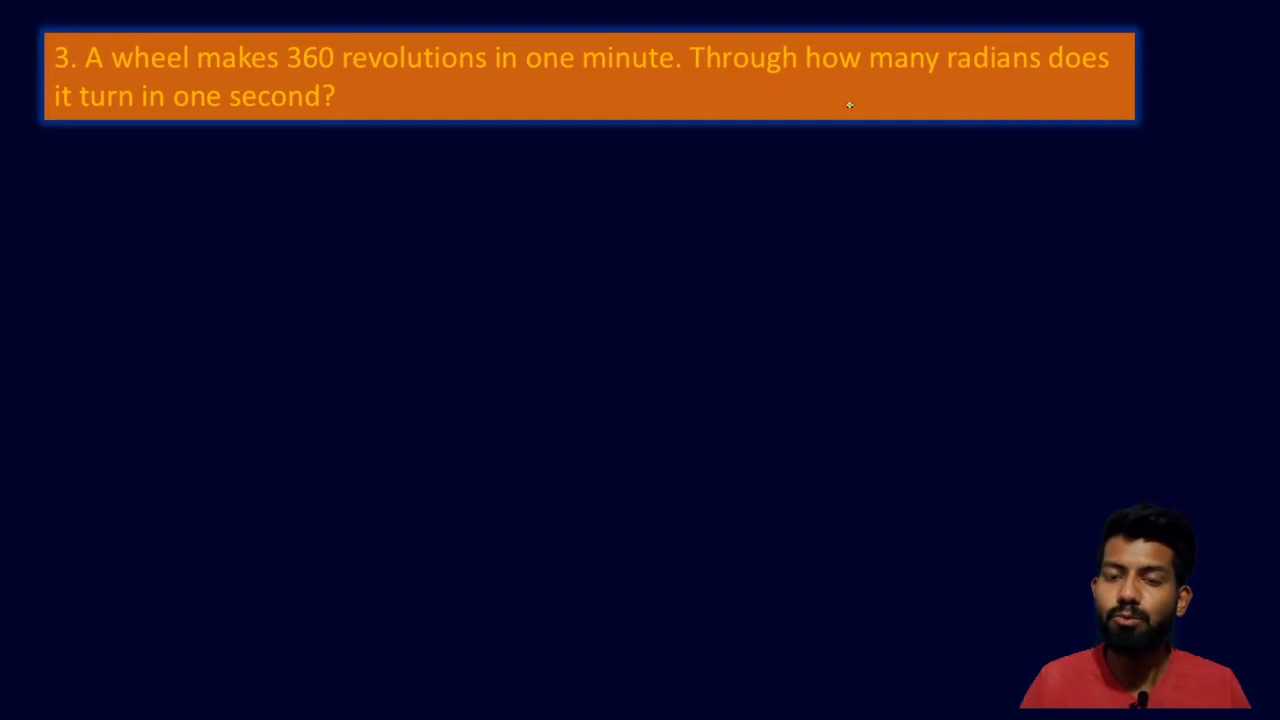 3. A wheel makes 360 revolutions in one minute. Through how many radians does
it turn in one second?